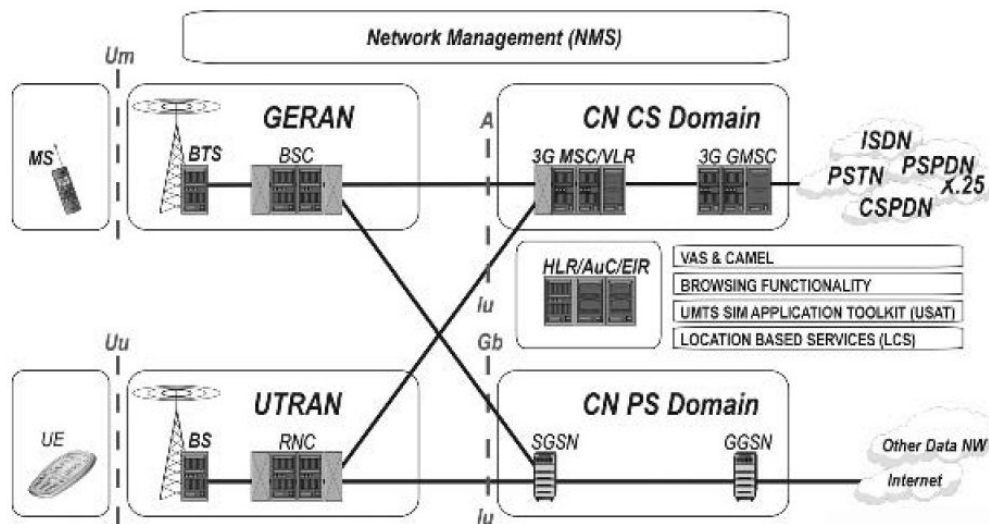 Network Management (NMS)
Um
GERAN
A
CN CS Domain
MS
BTS
BSC
3G MSC/VLR
3G GMSC
ISDN
PSPDN
PSTN
X.25
CSPDN
HLR/AuC/EIR
VAS & CAMEL
BROWSING FUNCTIONALITY
UMTS SIM APPLICATION TOOLKIT (USAT)
LOCATION BASED SERVICES (LCS)
Iu
Uu
Gb
UTRAN
CN PS Domain
UE
BS
RNC
SGSN
GGSN
Other Data NW
Internet
Iu